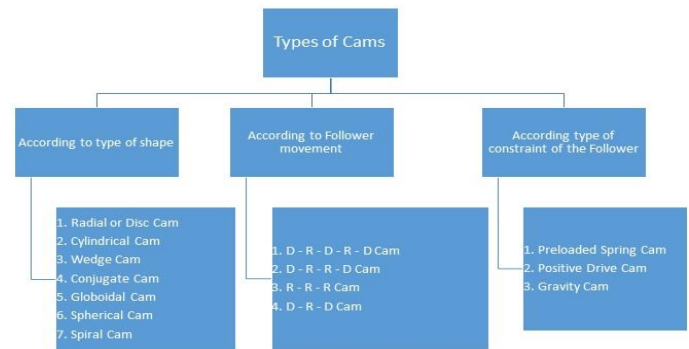 Types of Cams
According to type of shape
According to Follower
movement
According type of
constraint of the Follower
1. Radial or Disc Cam
2. Cylindrical Cam
3. Wedge Cam
4. Conjugate Cam
5. Globoidal Cam
6. Spherical Cam
7. Spiral Cam
1. D - R - D - R - D Cam
2. D - R - R - D Cam
3. R - R - R Cam
4. D - R - D Cam
1. Preloaded Spring Cam
2. Positive Drive Cam
3. Gravity Cam